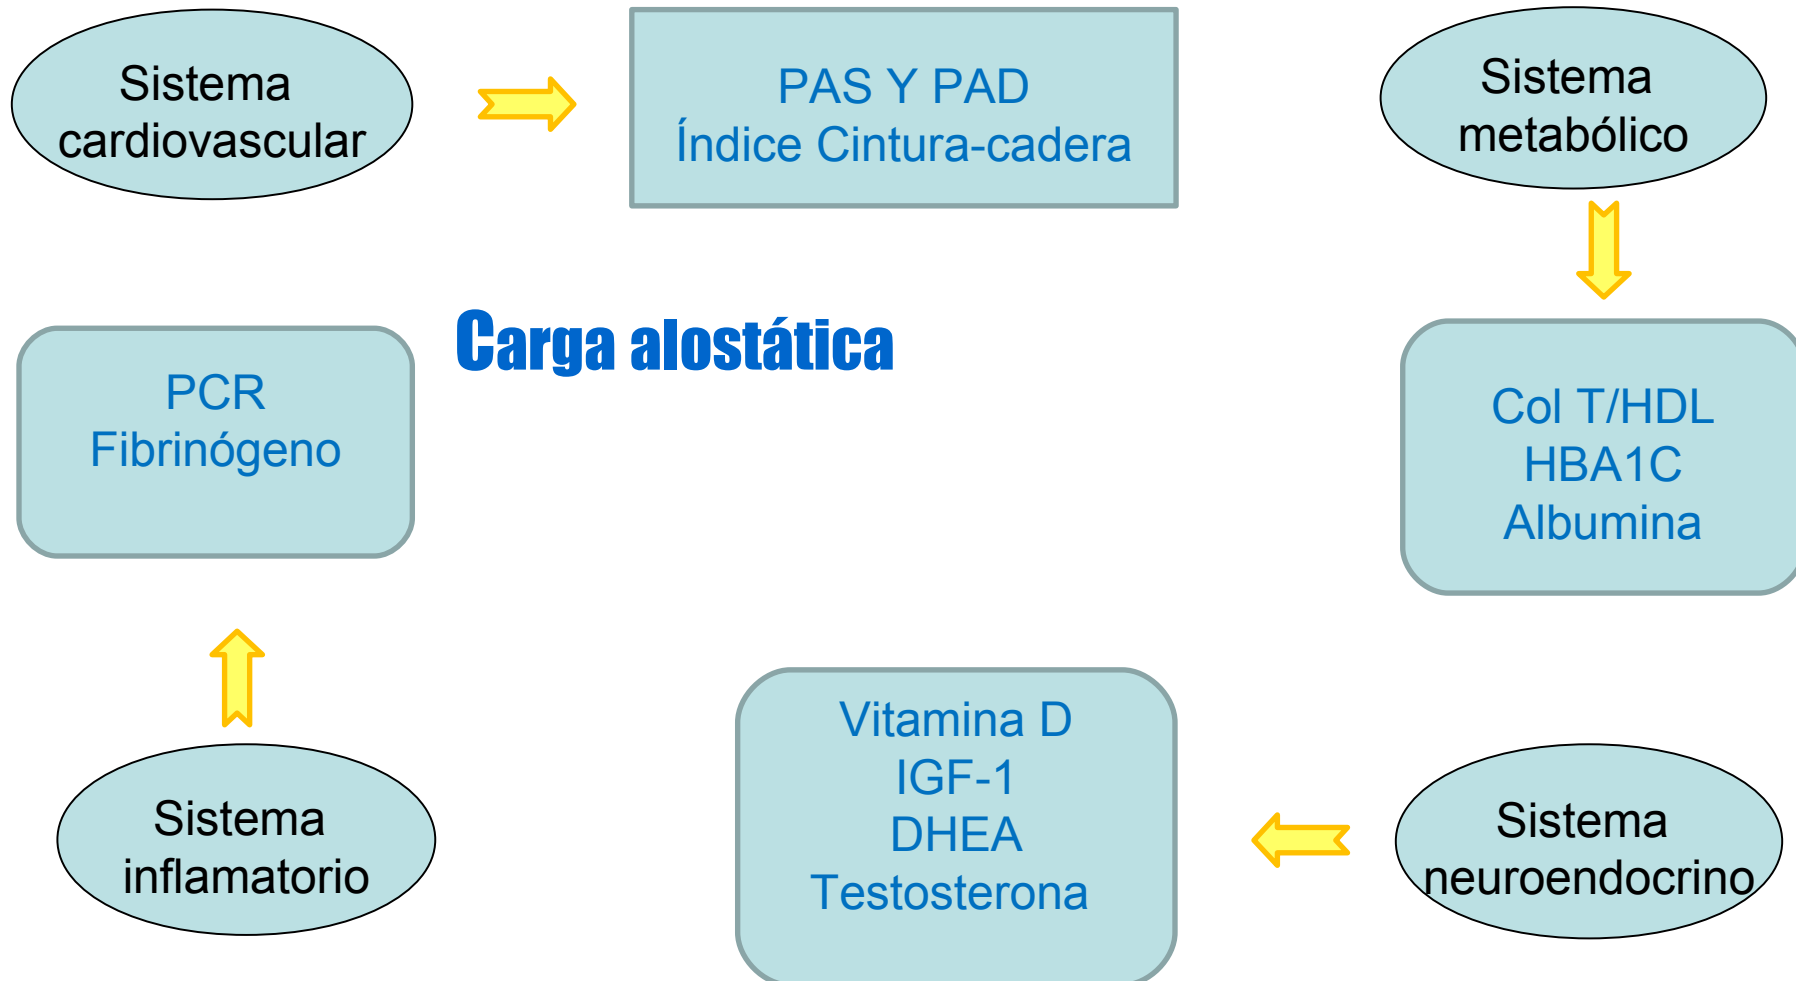 Sistema
cardiovascular
PAS Y PAD
Índice Cintura-cadera
Sistema
metabólico
Carga alostática
PCR
Fibrinógeno
Col T/HDL
HBA1C
Albumina
Sistema
inflamatorio
Vitamina D
IGF-1
DHEA
Testosterona
Sistema
neuroendocrino